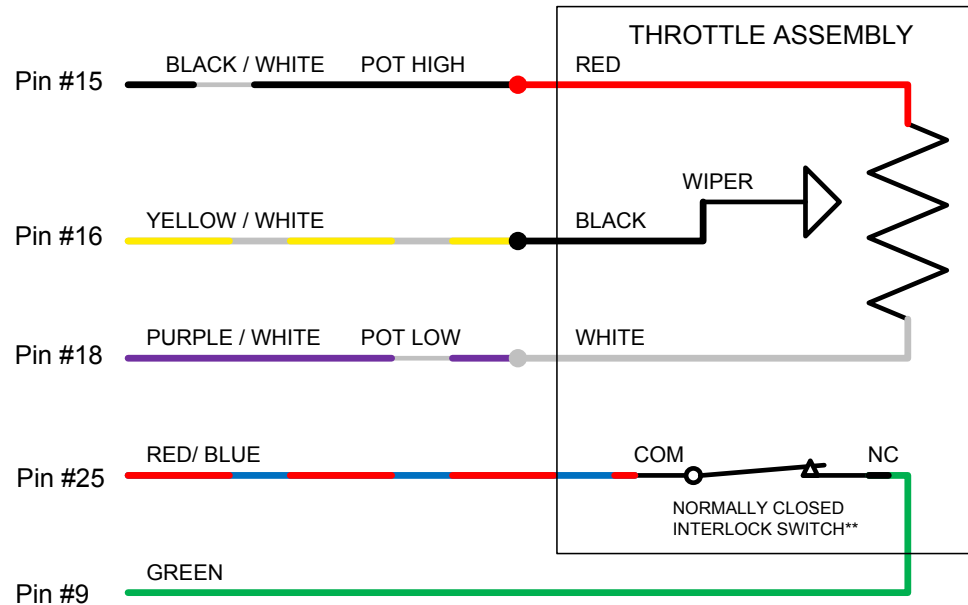 THROTTLE ASSEMBLY
Pin #15 BLACK / WHITE POT HIGH RED
WIPER
Pin #16 YELLOW / WHITE BLACK
Pin #18 PURPLE / WHITE POT LOW WHITE
Pin #25 RED/ BLUE COM NC
NORMALLY CLOSED
INTERLOCK SWITCH**
Pin #9 GREEN